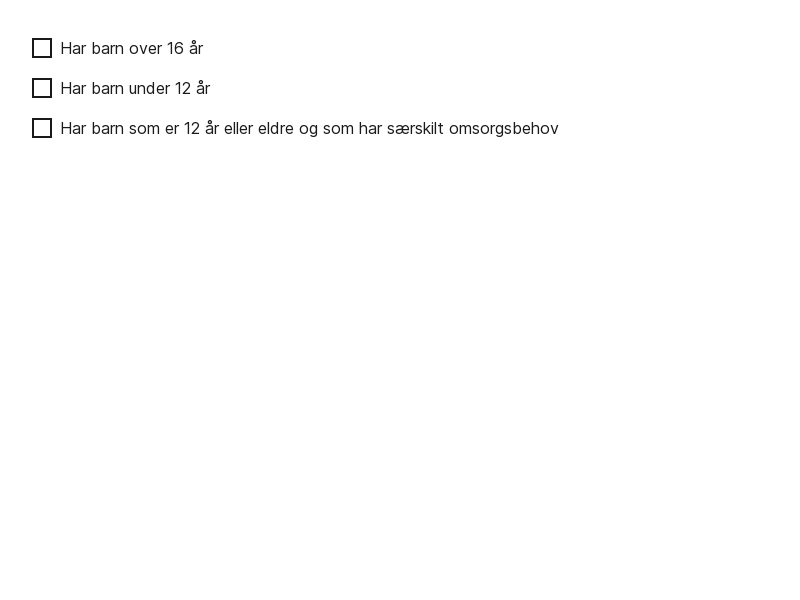 Har barn over 16 år
Har barn under 12 år
Har barn som er 12 år eller eldre og som har særskilt omsorgsbehov